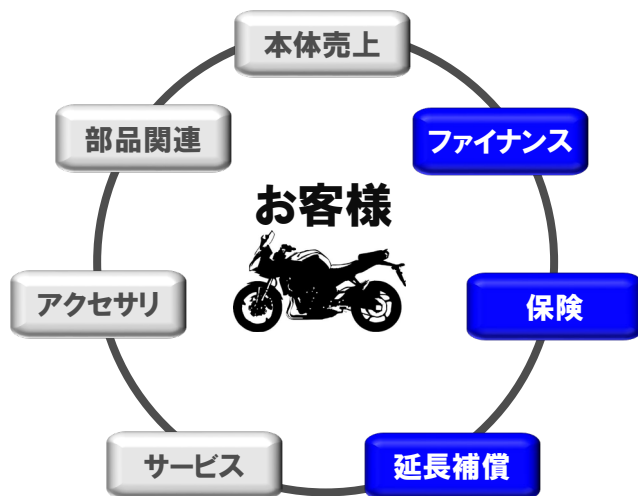 本体売上
部品関連
ファイナンス
お客様
アクセサリ
保険
サービス
延長補償